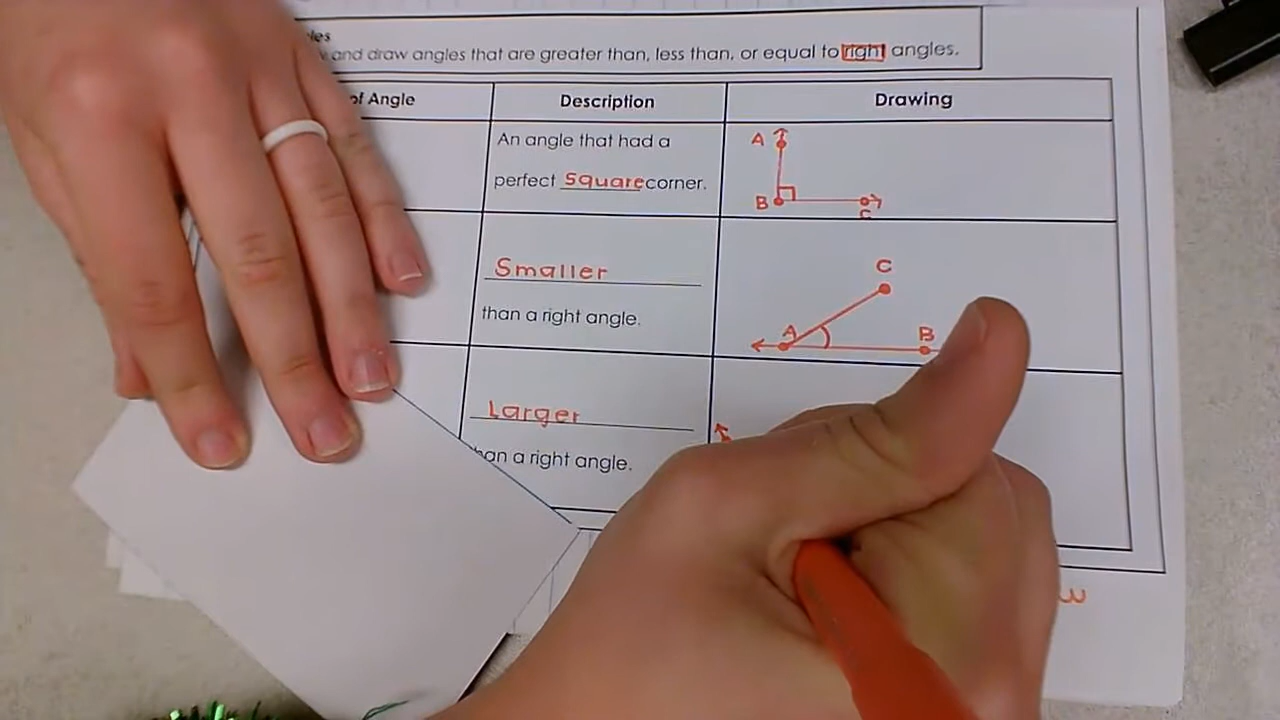 and draw angles that are greater than, less than, or equal to right angles.
of Angle Description Drawing
An angle that had a
perfect Square corner.
A
B
C
Smaller
than a right angle.
C
A B
Larger
than a right angle.